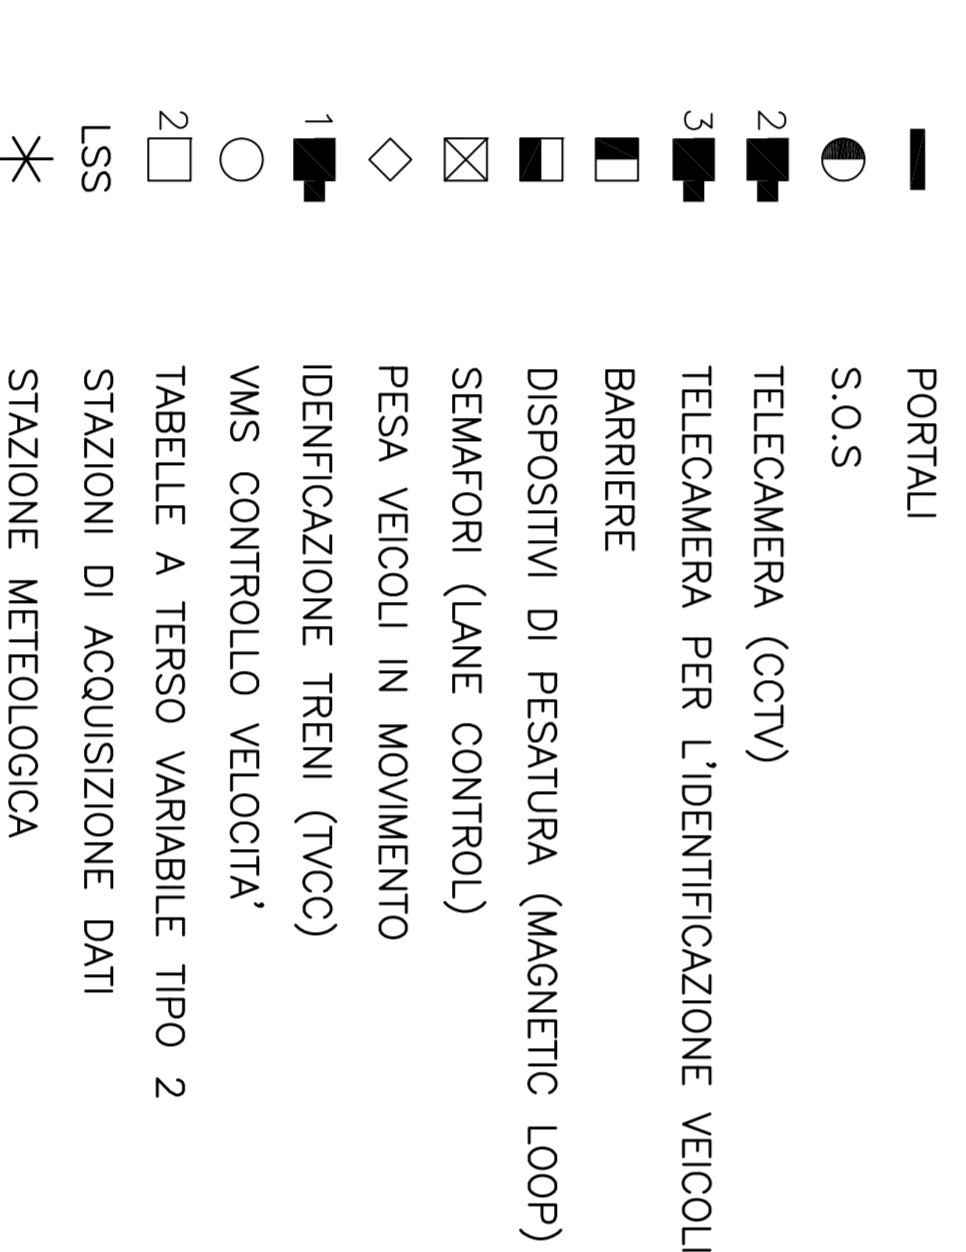 PORTALI
S.O.S
2 TELECAMERA (CCTV)
3 TELECAMERA PER L'IDENTIFICAZIONE VEICOLI
BARRIERE
DISPOSITIVI DI PESATURA (MAGNETIC LOOP)
SEMAFORI (LANE CONTROL)
PESA VEICOLI IN MOVIMENTO
1 IDENFICAZIONE TRENI (TVCC)
VMS CONTROLLO VELOCITA'
2 TABELLE A TERSO VARIABILE TIPO 2
LSS STAZIONI DI ACQUISIZIONE DATI
STAZIONE METEOLOGICA